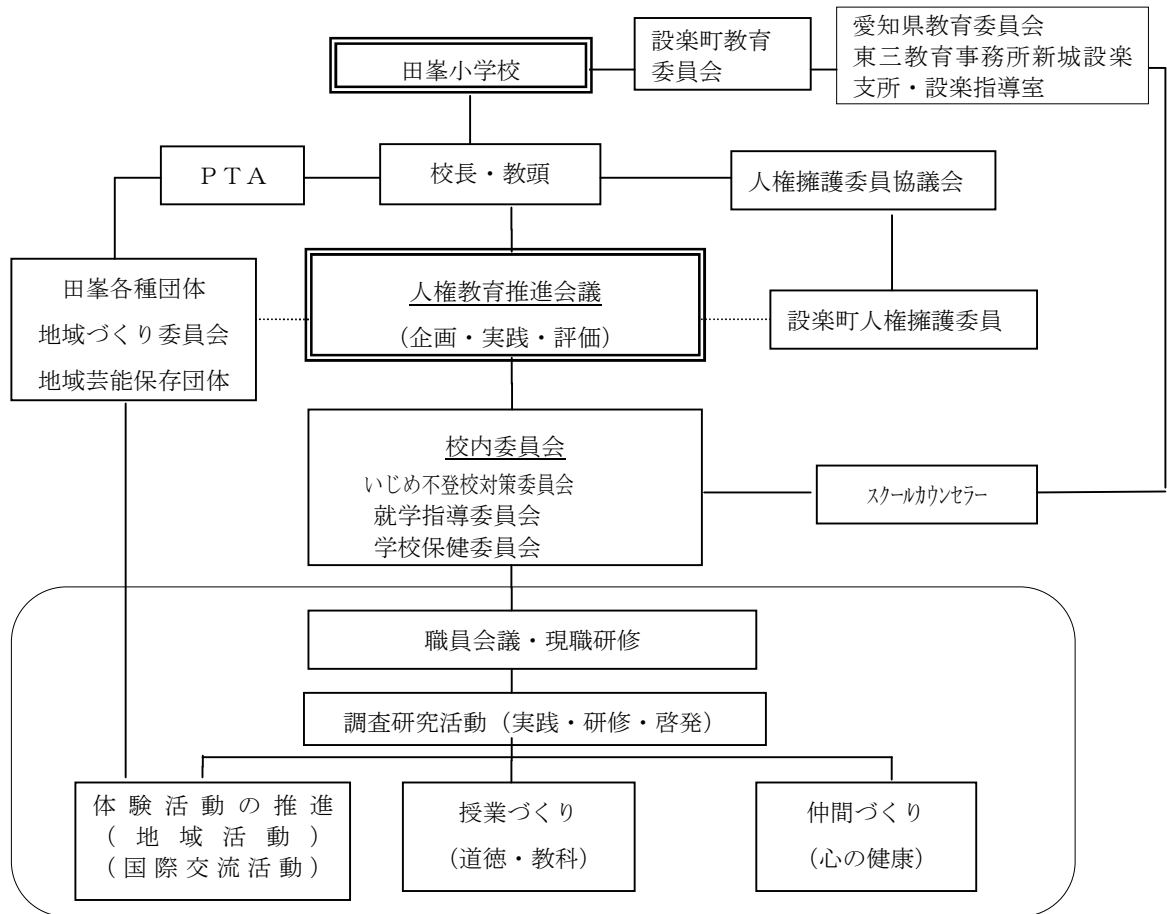 田峯小学校
設楽町教育
委員会
愛知県教育委員会
東三教育事務所新城設楽
支所・設楽指導室
ＰＴＡ
校長・教頭
人権擁護委員協議会
田峯各種団体
地域づくり委員会
地域芸能保存団体
人権教育推進会議
（企画・実践・評価）
設楽町人権擁護委員
校内委員会
いじめ不登校対策委員会
就学指導委員会
学校保健委員会
スクールカウンセラー
職員会議・現職研修
調査研究活動（実践・研修・啓発）
体験活動の推進
（地域活動）
（国際交流活動）
授業づくり
（道徳・教科）
仲間づくり
（心の健康）